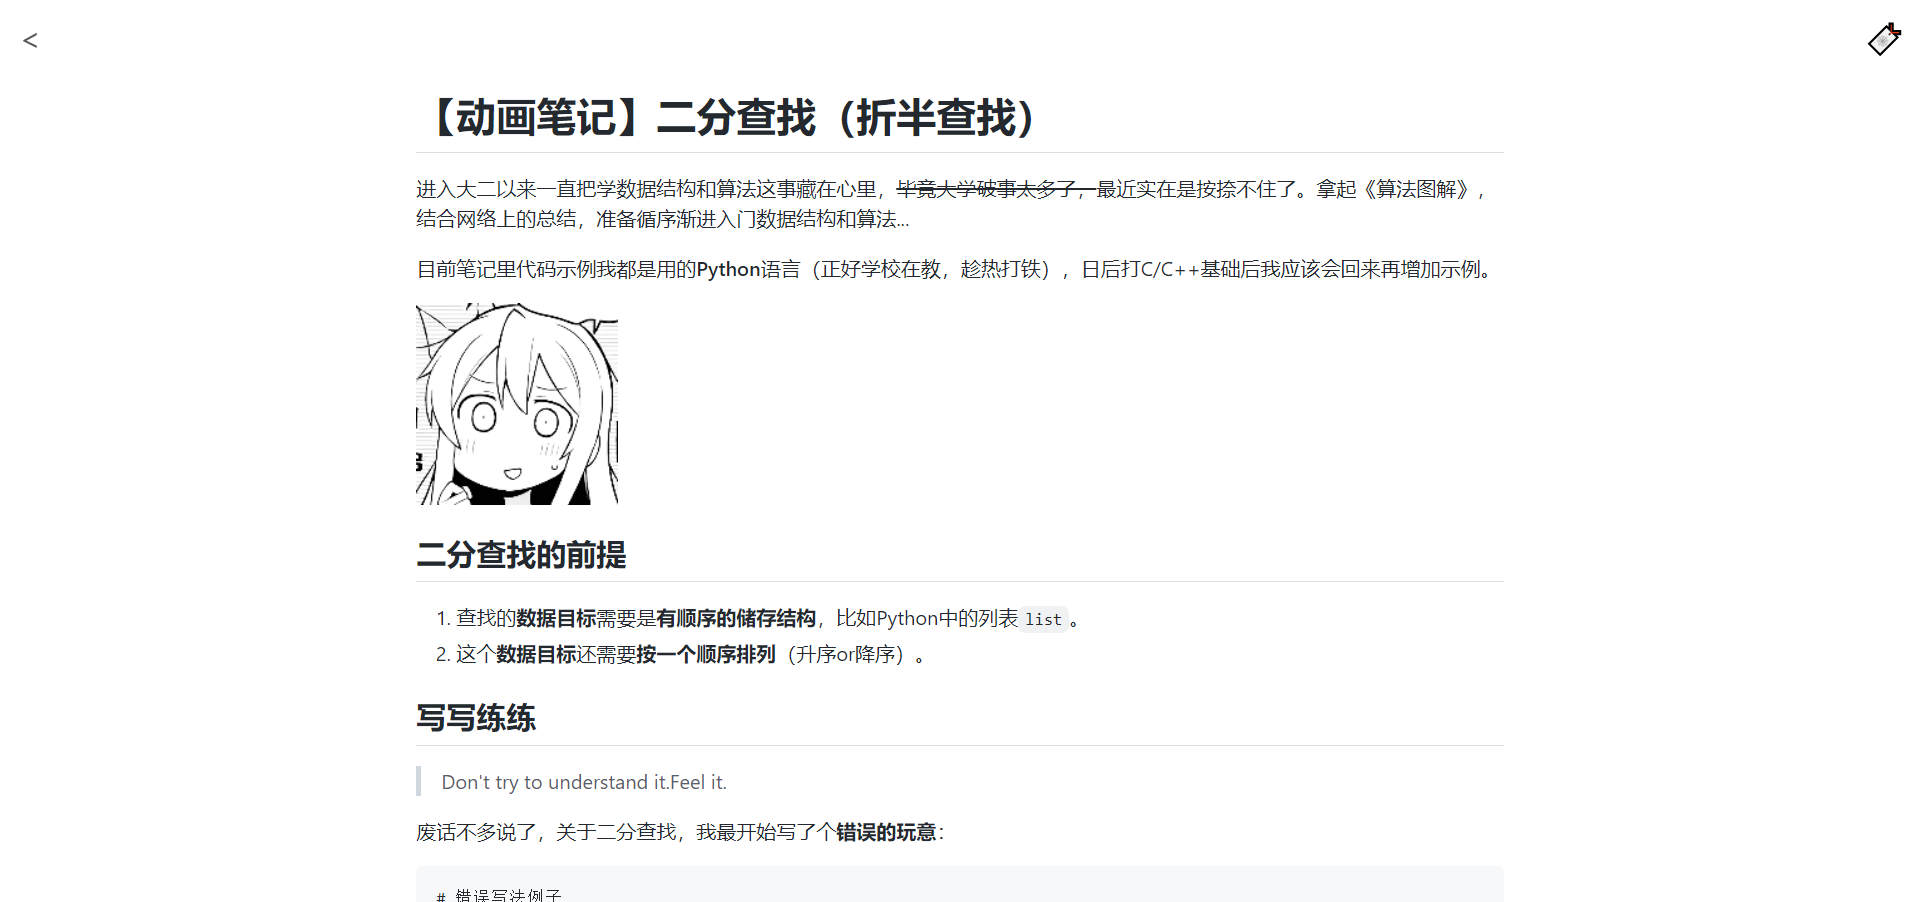 <
【动画笔记】二分查找（折半查找）
进入大二以来一直把学数据结构和算法这事藏在心里，毕竟大学破事太多了，最近实在是按捺不住了。拿起《算法图解》，
结合网络上的总结，准备循序渐进入门数据结构和算法...
目前笔记里代码示例我都是用的Python语言（正好学校在教，趁热打铁），日后打C/C++基础后我应该会回来再增加示例。
二分查找的前提
1. 查找的数据目标需要是有顺序的储存结构，比如Python中的列表 list 。
2. 这个数据目标还需要按一个顺序排列（升序or降序）。
写写练练
Don't try to understand it.Feel it.
废话不多说了，关于二分查找，我最开始写了个错误的玩意：
# 错误写法例子